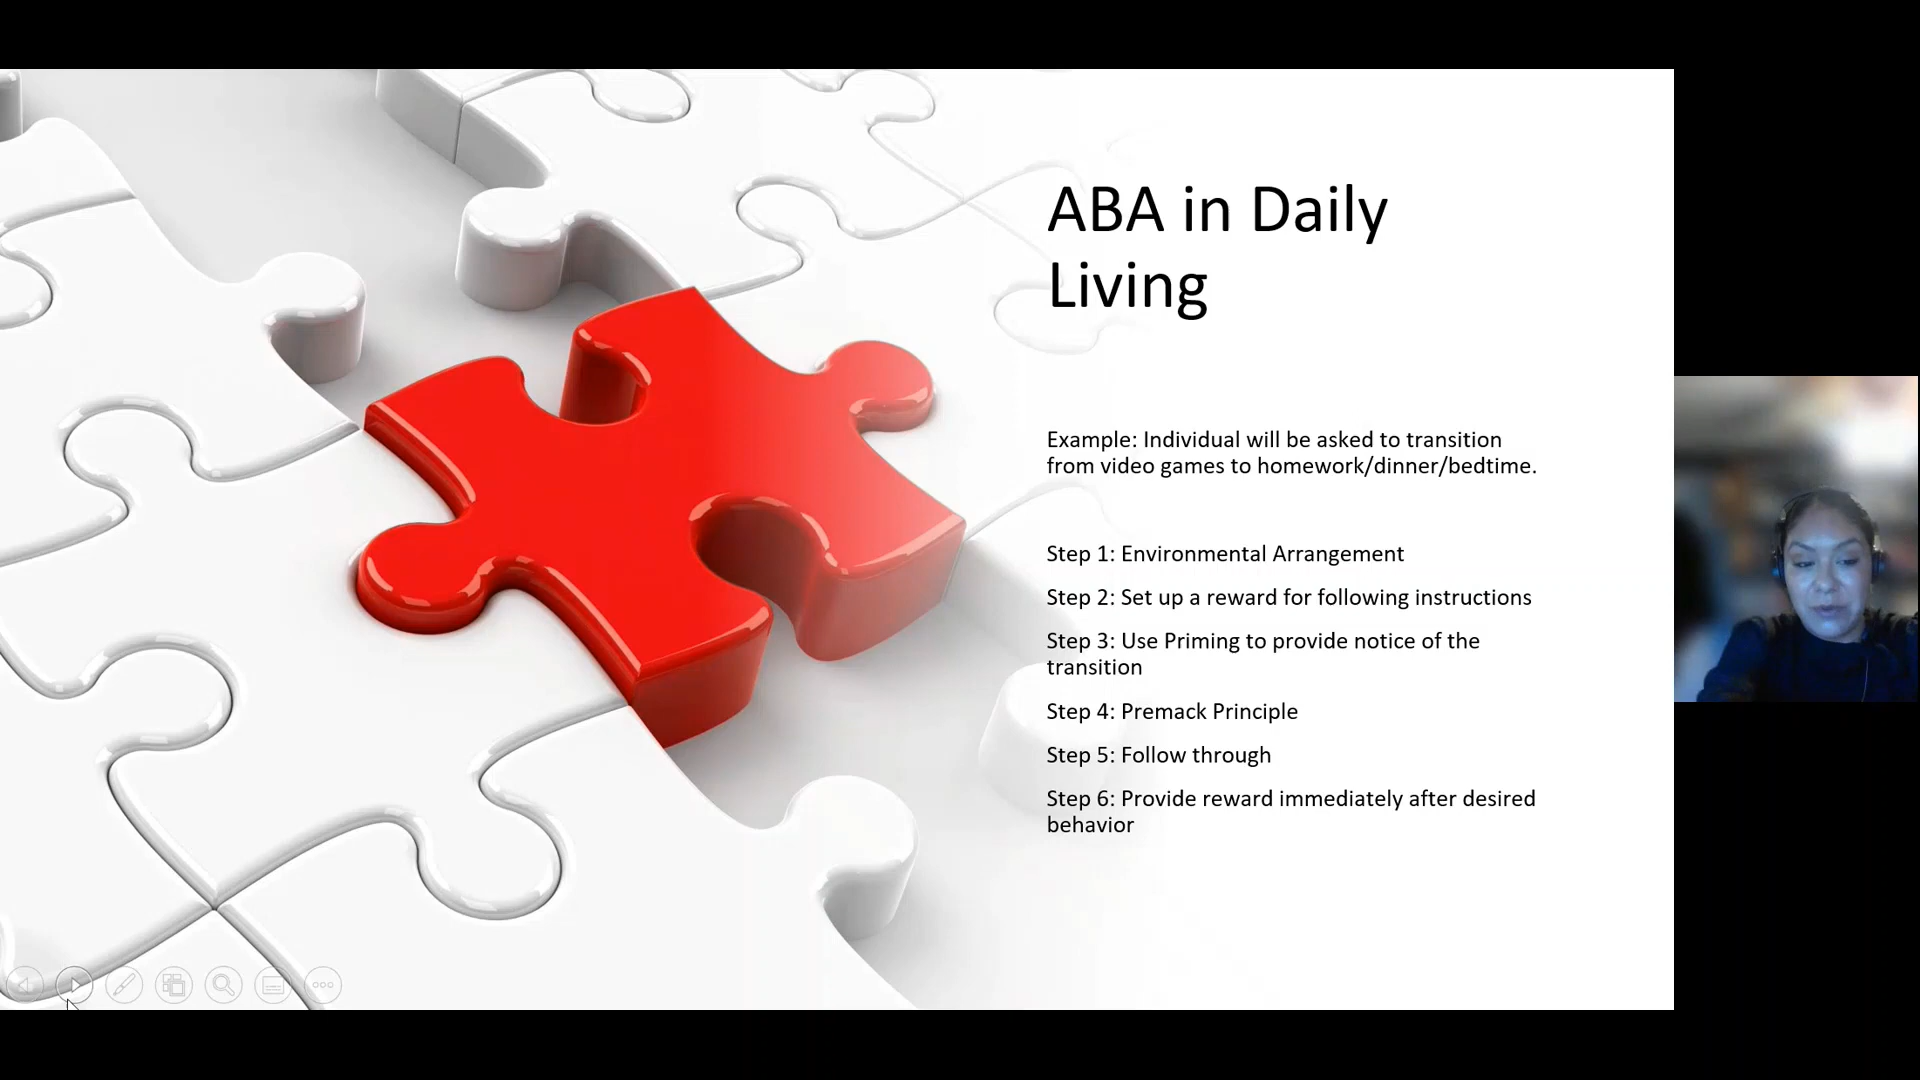 ABA in Daily
Living
Example: Individual will be asked to transition
from video games to homework/dinner/bedtime.
Step 1: Environmental Arrangement
Step 2: Set up a reward for following instructions
Step 3: Use Priming to provide notice of the
transition
Step 4: Premack Principle
Step 5: Follow through
Step 6: Provide reward immediately after desired
behavior